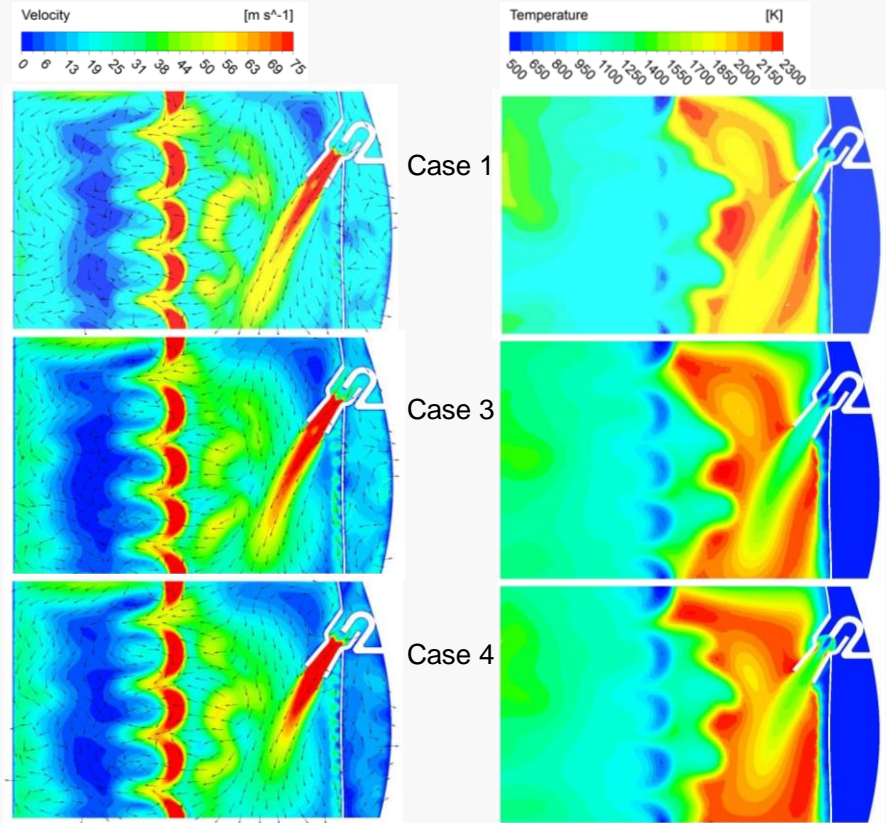 Velocity [m s^-1]
0 6 13 19 25 31 38 44 50 56 63 69 75
Temperature [K]
500 650 800 950 1100 1250 1400 1550 1700 1850 2000 2150 2300
Case 1
Case 3
Case 4